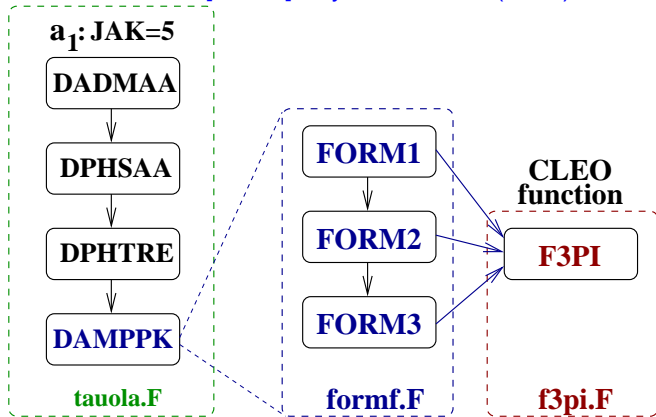 a1: JAK=5
DADMAA
DPHSAA
DPHTRE
DAMPPK
tauola.F
FORM1
FORM2
FORM3
formf.F
CLEO
function
F3PI
f3pi.F